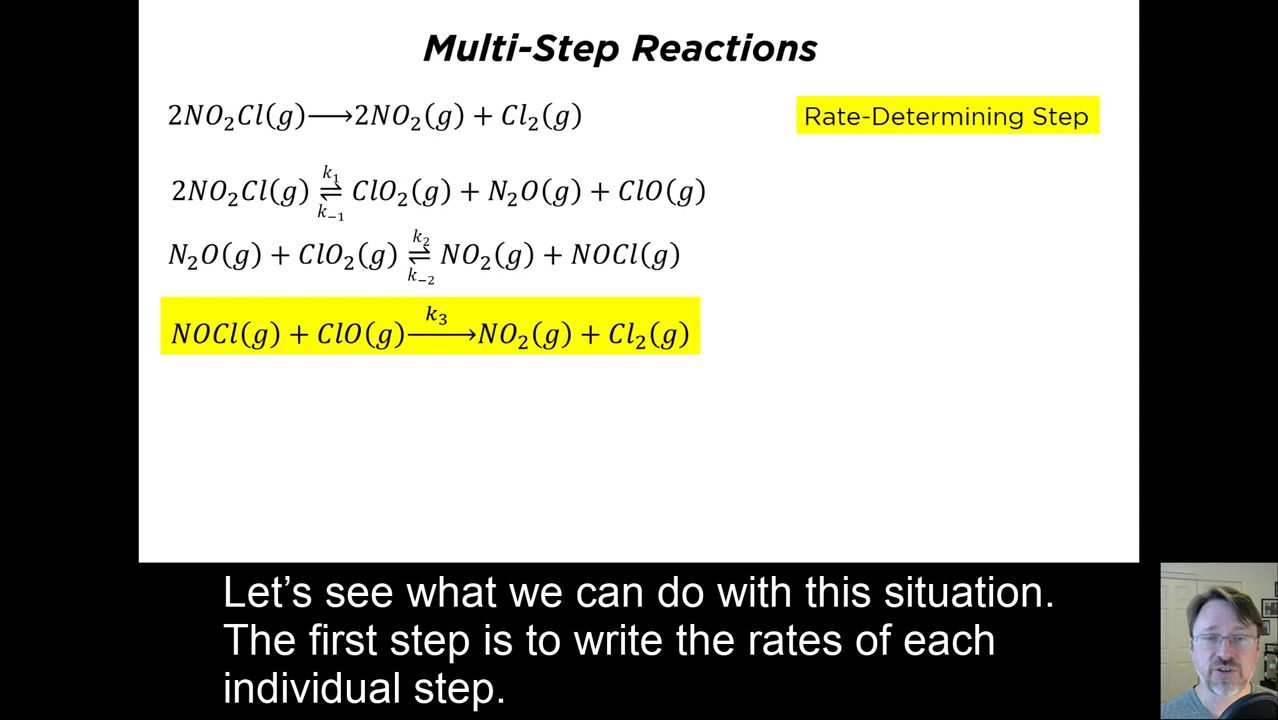 Multi-Step Reactions
2NO₂Cl(g)⟶2NO₂(g) + Cl₂(g)
Rate-Determining Step
k₁
2NO₂Cl(g) ⇌ ClO₂(g) + N₂O(g) + ClO(g)
k₋₁
k₂
N₂O(g) + ClO₂(g) ⇌ NO₂(g) + NOCl(g)
k₋₂
k₃
NOCl(g) + ClO(g)⟶NO₂(g) + Cl₂(g)
Let’s see what we can do with this situation.
The first step is to write the rates of each
individual step.